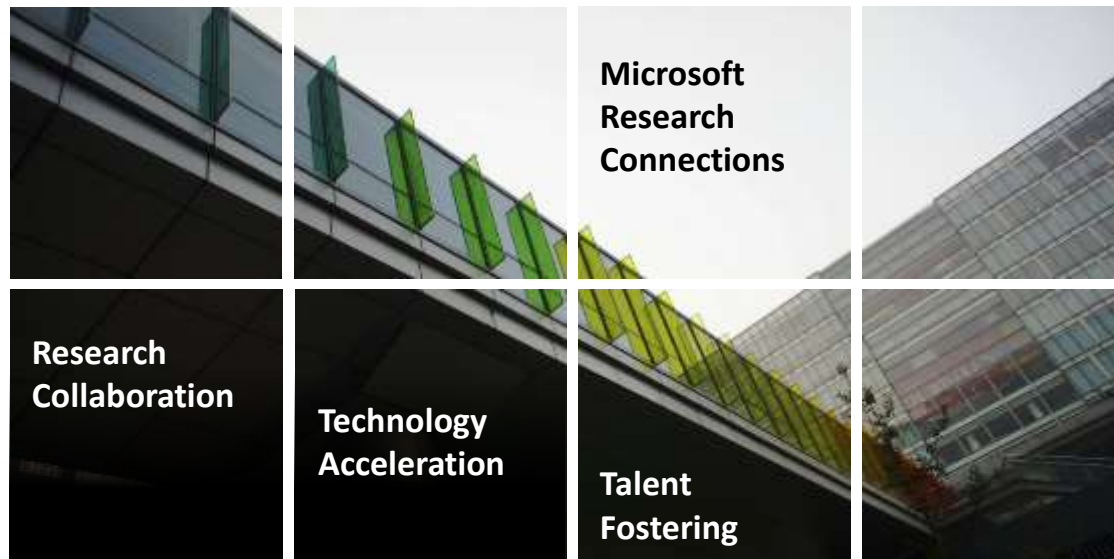 Microsoft
Research
Connections
Research
Collaboration
Technology
Acceleration
Talent
Fostering